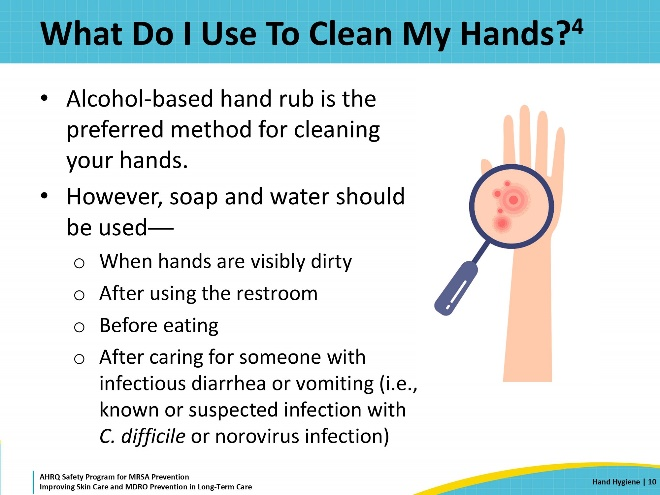 What Do I Use To Clean My Hands?4
• Alcohol-based hand rub is the
preferred method for cleaning
your hands.
• However, soap and water should
be used—
o When hands are visibly dirty
o After using the restroom
o Before eating
o After caring for someone with
infectious diarrhea or vomiting (i.e.,
known or suspected infection with
C. difficile or norovirus infection)
AHRQ Safety Program for MRSA Prevention
Improving Skin Care and MDRO Prevention in Long-Term Care
Hand Hygiene | 10